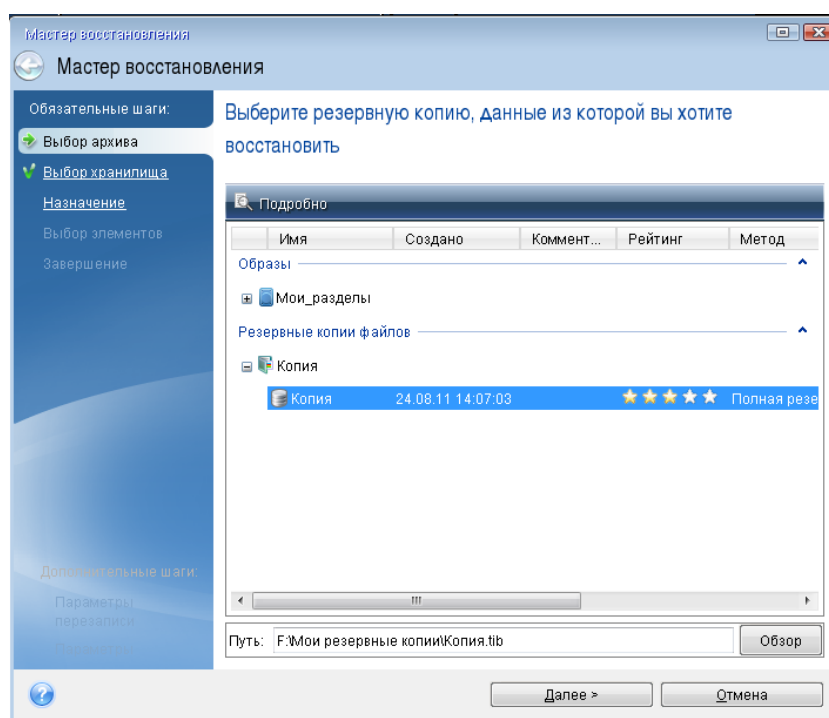 Мастер восстановления
Мастер восстановления
Обязательные шаги:
Выбор архива
Выбор хранилища
Назначение
Выбор элементов
Завершение
Дополнительные шаги:
Параметры
перезаписи
Выберите резервную копию, данные из которой вы хотите
восстановить
Подробно
Имя Создано Коммент... Рейтинг Метод
Образы
Мои_разделы
Резервные копии файлов
Копия
Копия 24.08.11 14:07:03 Полная резе
Путь: F:\Мои резервные копии\Копия.tib Обзор
Далее > Отмена